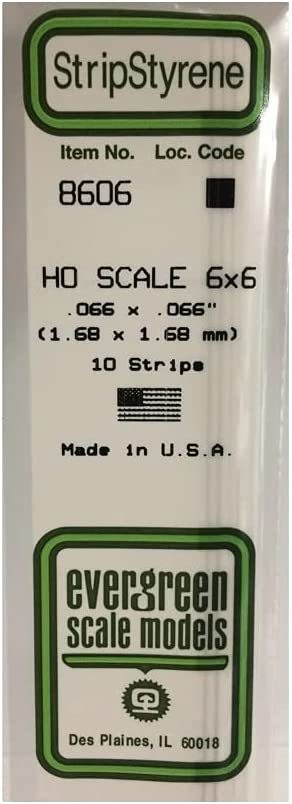 StripStyrene
Item No. Loc. Code
8606
HO SCALE 6x6
.066 x .066"
(1.68 x 1.68 mm)
10 Strips
Made in U.S.A.
evergreen
scale models
Des Plaines, IL 60018